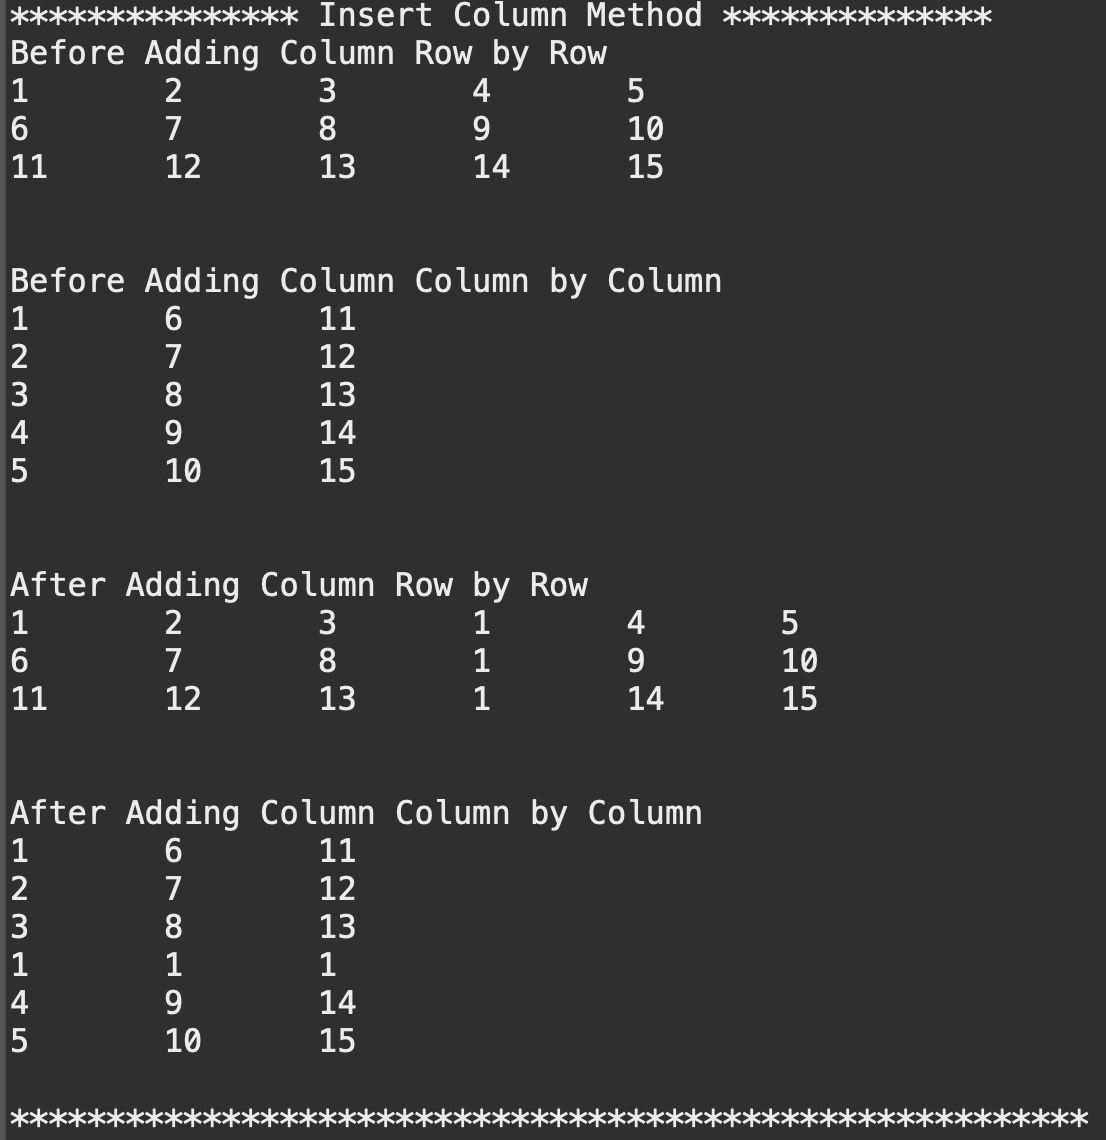 *************** Insert Column Method **************
Before Adding Column Row by Row
1	2	3	4	5
6	7	8	9	10
11	12	13	14	15
Before Adding Column Column by Column
1	6	11
2	7	12
3	8	13
4	9	14
5	10	15
After Adding Column Row by Row
1	2	3	1	4	5
6	7	8	1	9	10
11	12	13	1	14	15
After Adding Column Column by Column
1	6	11
2	7	12
3	8	13
1	1	1
4	9	14
5	10	15
********************************************************